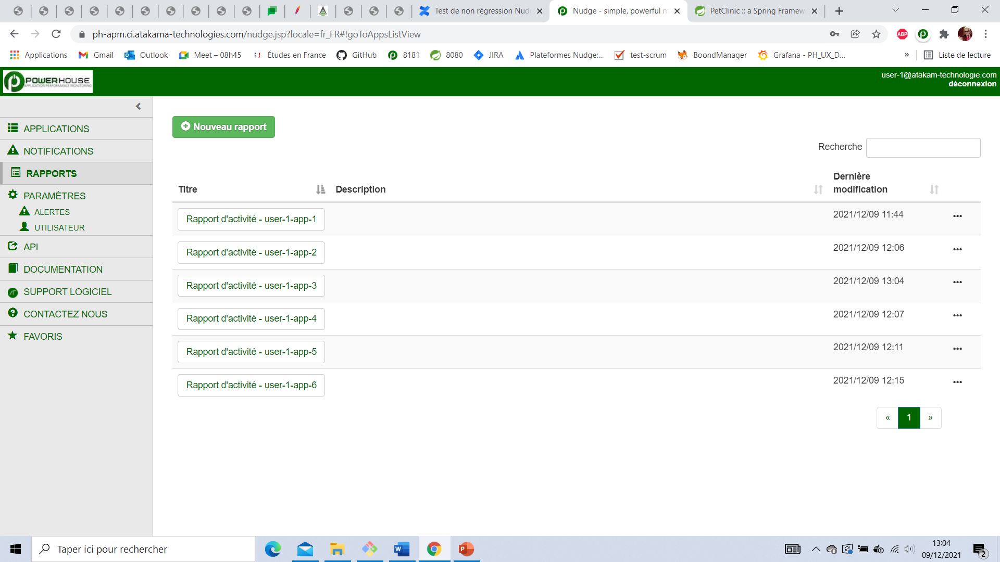 Test de non régression Nud
Nudge - simple, powerful m
PetClinic :: a Spring Framew
ph-apm.ci.atakama-technologies.com/nudge.jsp?locale=fr_FR#!goToAppsListView
ABP
Applications
Gmail
Outlook
Meet – 08h45
Études en France
GitHub
8181
8080
JIRA
Plateformes Nudge:...
test-scrum
BoondManager
Grafana - PH_UX_D...
»
Liste de lecture
POWERHOUSE
APPLICATION PERFORMANCE MONITORING
user-1@atakam-technologie.com
déconnexion
APPLICATIONS
NOTIFICATIONS
RAPPORTS
PARAMÈTRES
ALERTES
UTILISATEUR
API
DOCUMENTATION
SUPPORT LOGICIEL
CONTACTEZ NOUS
FAVORIS
Nouveau rapport
Recherche
Titre
Description
Dernière
modification
Rapport d'activité - user-1-app-1
2021/12/09 11:44
Rapport d'activité - user-1-app-2
2021/12/09 12:06
Rapport d'activité - user-1-app-3
2021/12/09 13:04
Rapport d'activité - user-1-app-4
2021/12/09 12:07
Rapport d'activité - user-1-app-5
2021/12/09 12:11
Rapport d'activité - user-1-app-6
2021/12/09 12:15
« 1 »
Taper ici pour rechercher
13:04
09/12/2021
2